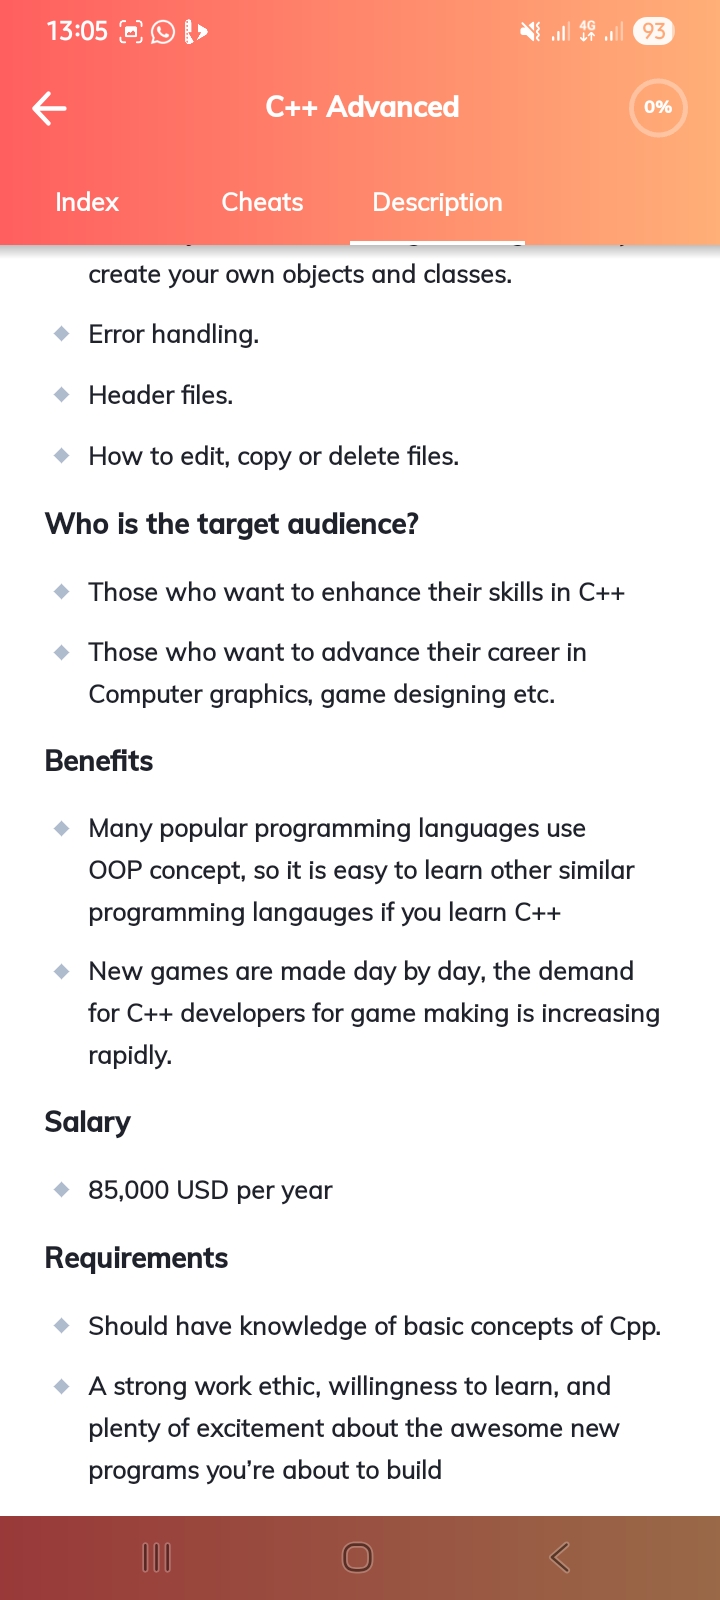 13:05
4G
93
C++ Advanced
0%
Index Cheats Description
create your own objects and classes.
Error handling.
Header files.
How to edit, copy or delete files.
Who is the target audience?
Those who want to enhance their skills in C++
Those who want to advance their career in
Computer graphics, game designing etc.
Benefits
Many popular programming languages use
OOP concept, so it is easy to learn other similar
programming langauges if you learn C++
New games are made day by day, the demand
for C++ developers for game making is increasing
rapidly.
Salary
85,000 USD per year
Requirements
Should have knowledge of basic concepts of Cpp.
A strong work ethic, willingness to learn, and
plenty of excitement about the awesome new
programs you're about to build